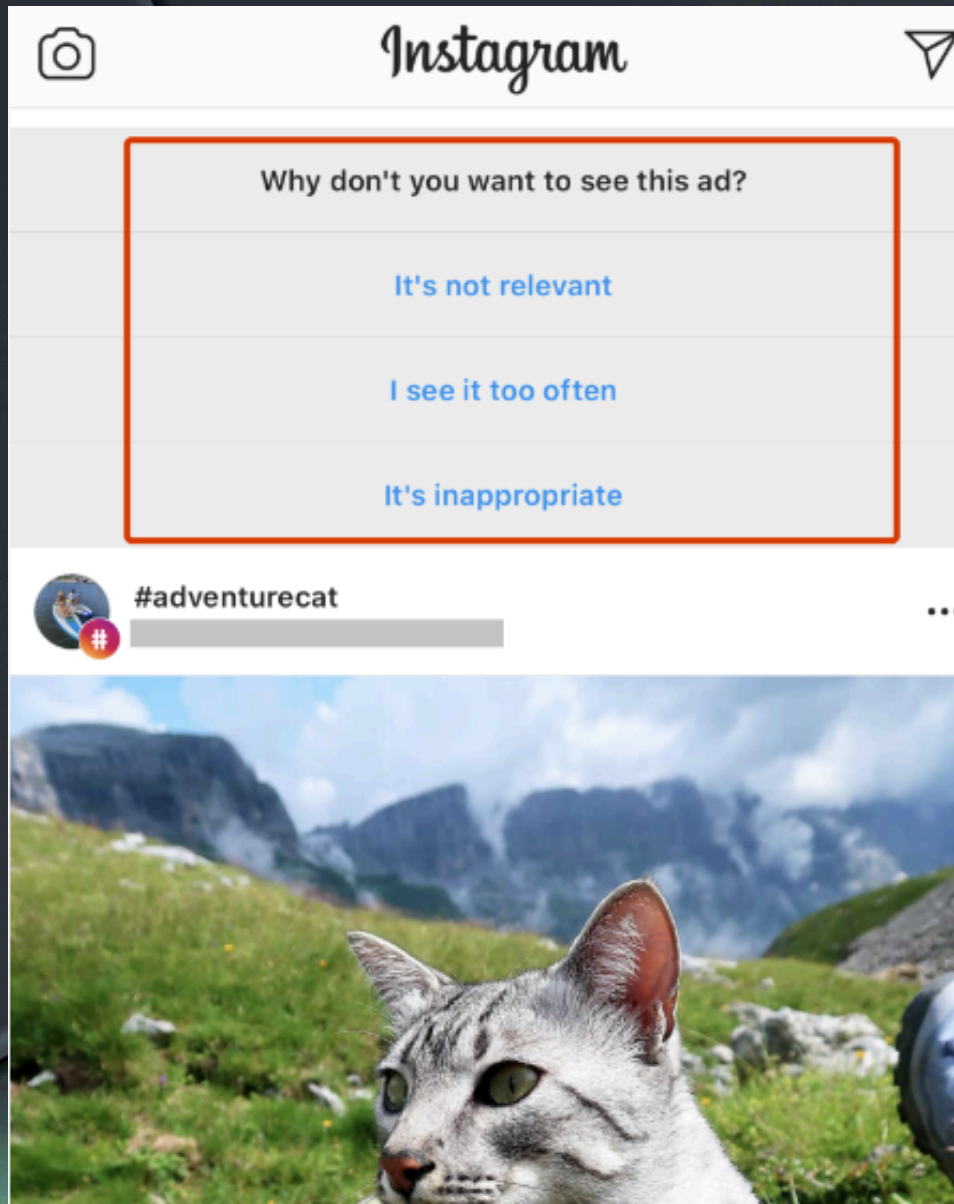 Instagram
Why don't you want to see this ad?
It's not relevant
I see it too often
It's inappropriate
#adventurecat
#